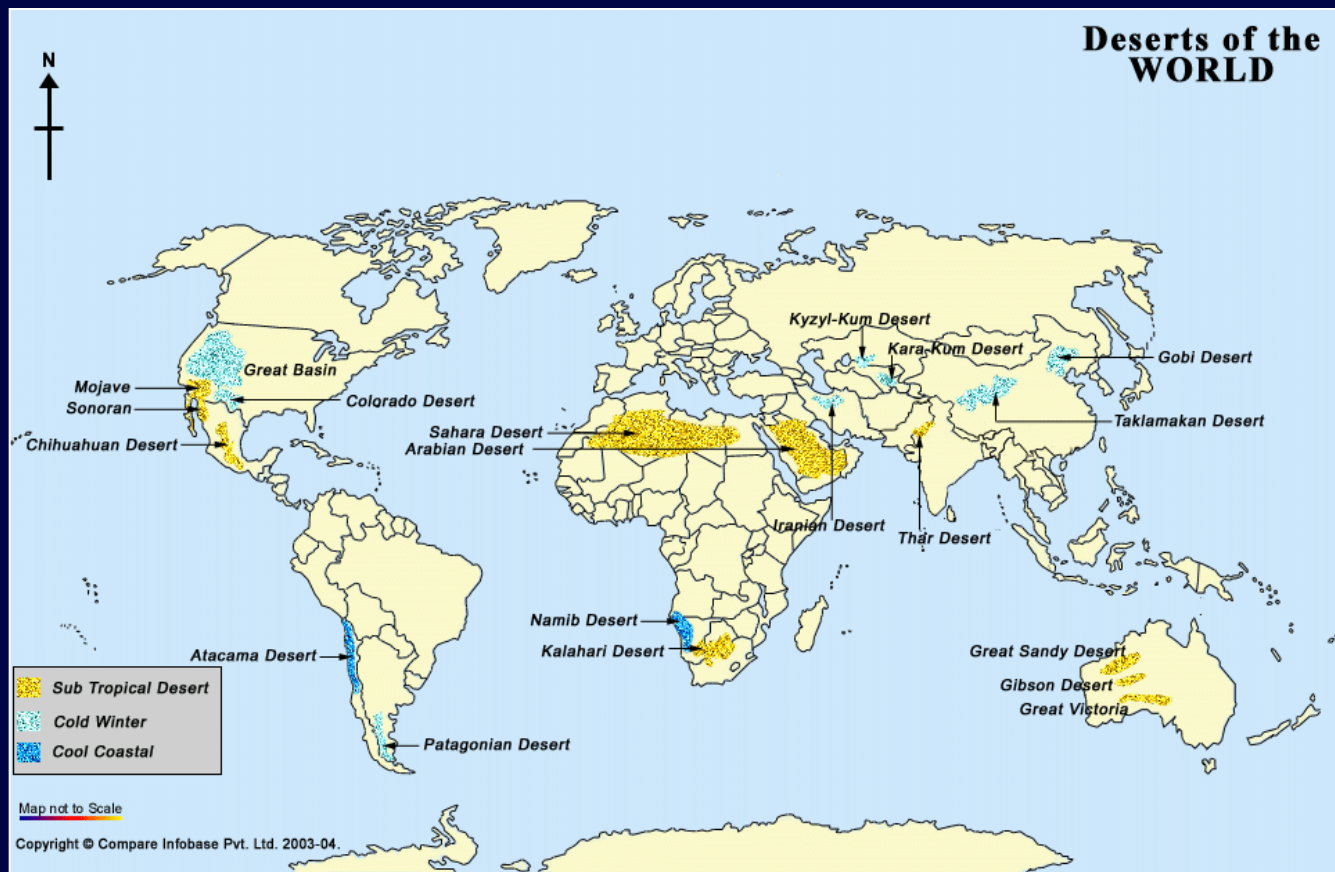 Deserts of the
WORLD
N
Kyzyl-Kum Desert
Kara-Kum Desert
Gobi Desert
Great Basin
Mojave
Colorado Desert
Sonoran
Taklamakan Desert
Sahara Desert
Chihuahuan Desert
Arabian Desert
Iranian Desert
Thar Desert
Namib Desert
Kalahari Desert
Atacama Desert
Great Sandy Desert
Gibson Desert
Great Victoria
Sub Tropical Desert
Cold Winter
Cool Coastal
Patagonian Desert
Map not to Scale
Copyright © Compare Infobase Pvt. Ltd. 2003-04.